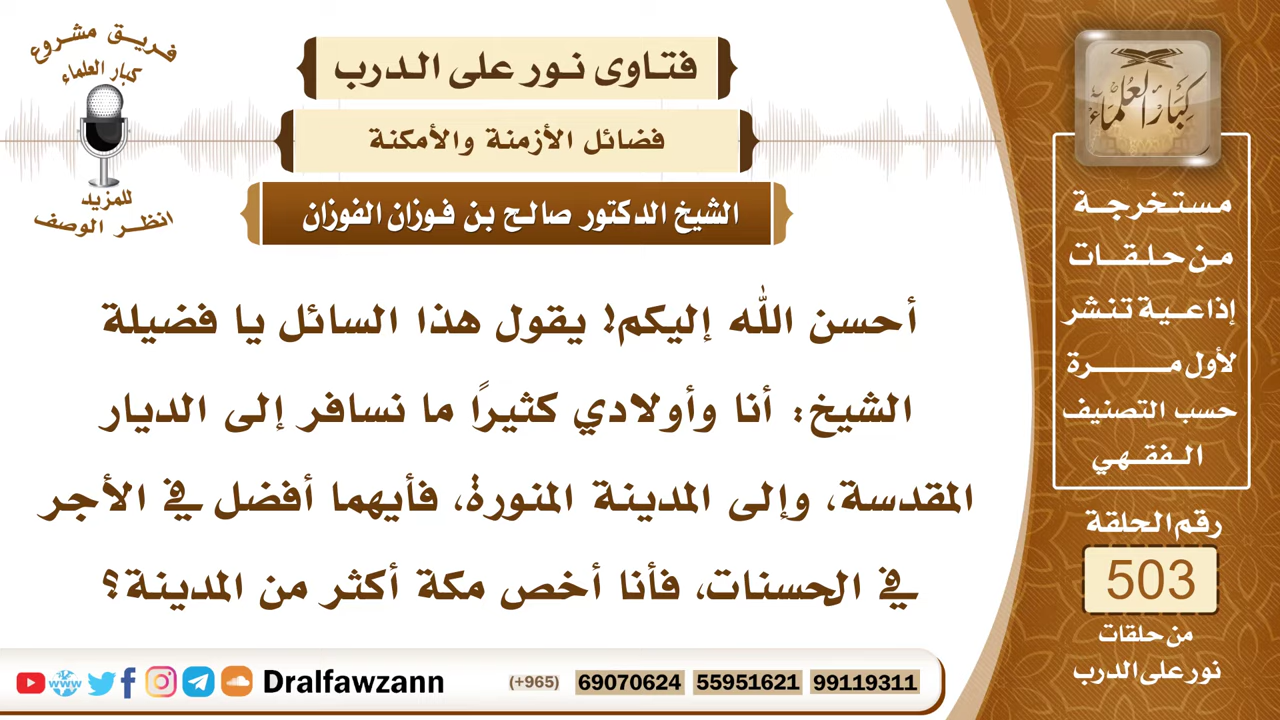 فريق مشروع
كبار العلماء
للمزيد
انظر الوصف
فتاوى نور على الدرب
فضائل الأزمنة والأمكنة
الشيخ الدكتور صالح بن فوزان الفوزان
أحسن الله إليكم! يقول هذا السائل يا فضيلة
الشيخ: أنا وأولادي كثيرًا ما نسافر إلى الديار
المقدسة، وإلى المدينة المنورة، فأيهما أفضل في الأجر
في الحسنات، فأنا أخص مكة أكثر من المدينة؟
كبار العلماء
مستخرجة
من حلقات
إذاعية تنشر
لأول مرة
حسب التصنيف
الفقهي
رقم الحلقة
503
من حلقات
نور على الدرب
www Dralfawzann (+965) 69070624 55951621 99119311